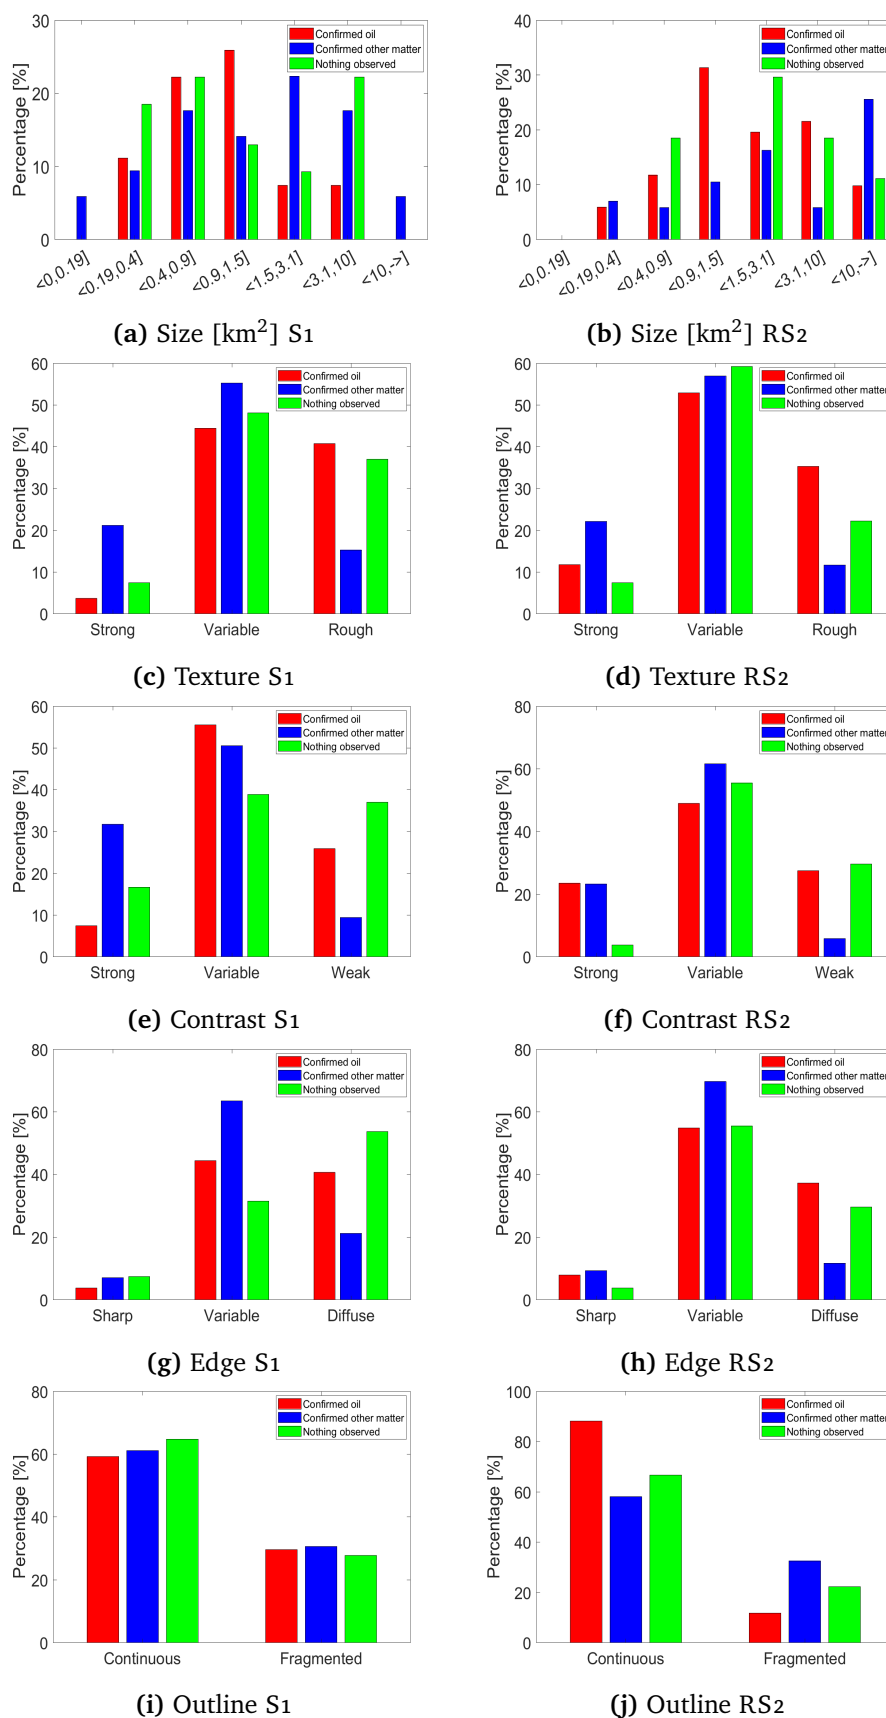 30
20
10
0
Percentage [%]
Confirmed oil
Confirmed other matter
Nothing observed
<0,0.19]
<0.19,0.4]
<0.4,0.9]
<0.9,1.5]
<1.5,3.1]
<3.1,10]
<10,->]
(a) Size [km²] S1
40
30
20
10
0
Percentage [%]
Confirmed oil
Confirmed other matter
Nothing observed
<0,0.19]
<0.19,0.4]
<0.4,0.9]
<0.9,1.5]
<1.5,3.1]
<3.1,10]
<10,->]
(b) Size [km²] RS2
60
50
40
30
20
10
0
Percentage [%]
Confirmed oil
Confirmed other matter
Nothing observed
Strong Variable Rough
(c) Texture S1
60
50
40
30
20
10
0
Percentage [%]
Confirmed oil
Confirmed other matter
Nothing observed
Strong Variable Rough
(d) Texture RS2
60
50
40
30
20
10
0
Percentage [%]
Confirmed oil
Confirmed other matter
Nothing observed
Strong Variable Weak
(e) Contrast S1
80
60
40
20
0
Percentage [%]
Confirmed oil
Confirmed other matter
Nothing observed
Strong Variable Weak
(f) Contrast RS2
80
60
40
20
0
Percentage [%]
Confirmed oil
Confirmed other matter
Nothing observed
Sharp Variable Diffuse
(g) Edge S1
80
60
40
20
0
Percentage [%]
Confirmed oil
Confirmed other matter
Nothing observed
Sharp Variable Diffuse
(h) Edge RS2
80
60
40
20
0
Percentage [%]
Confirmed oil
Confirmed other matter
Nothing observed
Continuous Fragmented
(i) Outline S1
100
80
60
40
20
0
Percentage [%]
Confirmed oil
Confirmed other matter
Nothing observed
Continuous Fragmented
(j) Outline RS2